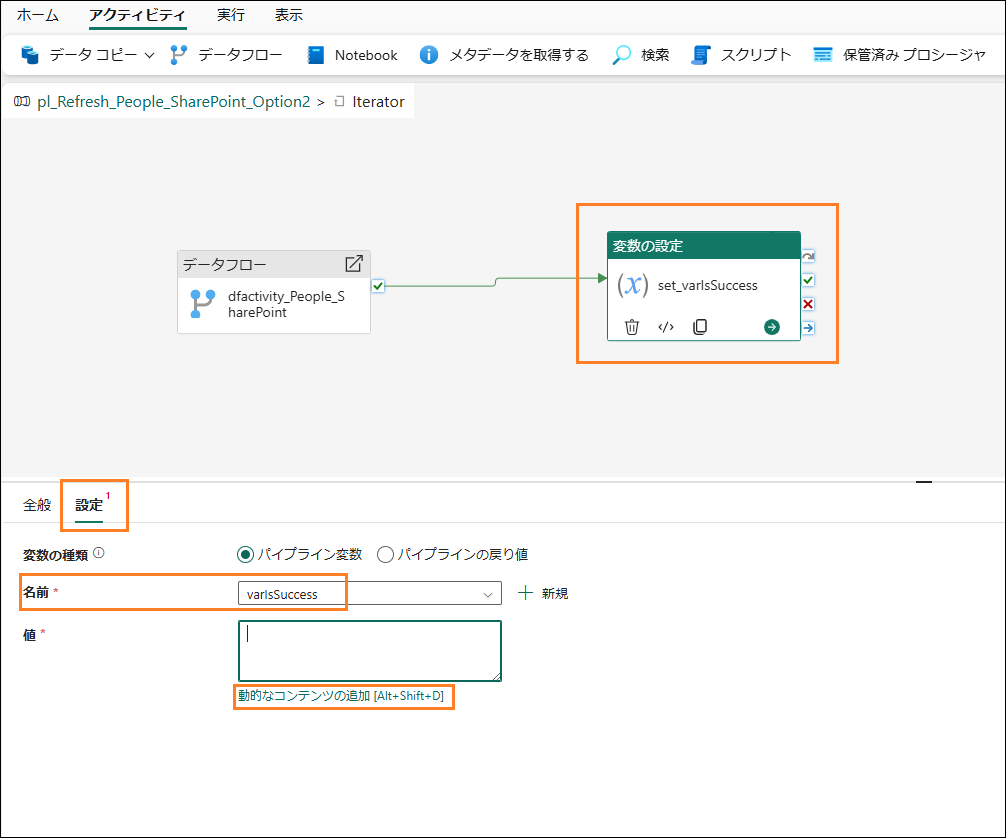 ホーム アクティビティ 実行 表示
データ コピー データフロー Notebook メタデータを取得する 検索 スクリプト 保管済み プロシージャ
pl_Refresh_People_SharePoint_Option2 > Iterator
変数の設定
データフロー
(x) set_varIsSuccess
dfactivity_People_S
harePoint
</>
全般 設定 1
変数の種類 パイプライン変数 パイプラインの戻り値
名前 * varIsSuccess + 新規
値 *
動的なコンテンツの追加 [Alt+Shift+D]